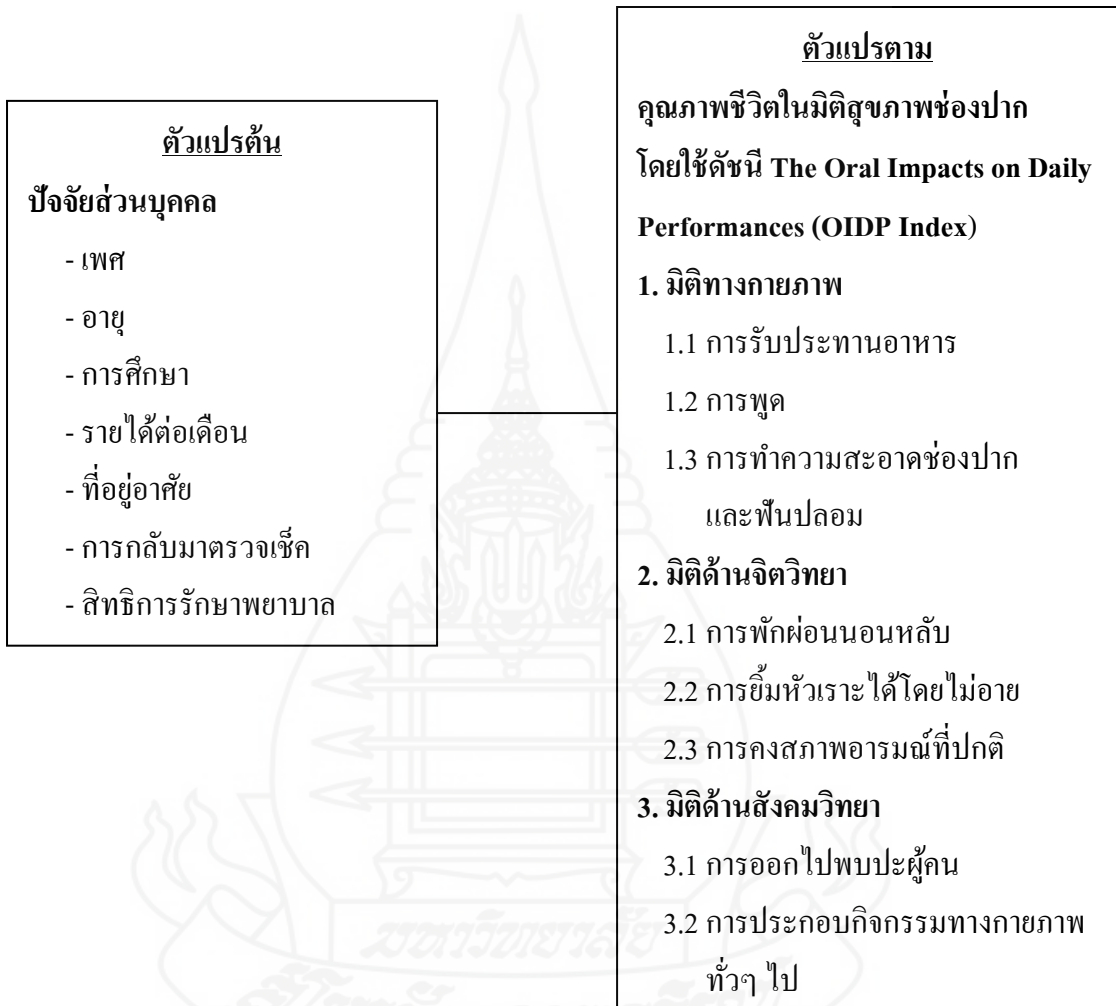 ตัวแปรต้น
ปัจจัยส่วนบุคคล
- เพศ
- อายุ
- การศึกษา
- รายได้ต่อเดือน
- ที่อยู่อาศัย
- การกลับมาตรวจเช็ค
- สิทธิการรักษาพยาบาล
ตัวแปรตาม
คุณภาพชีวิตในมิติสุขภาพช่องปาก
โดยใช้ดัชนี The Oral Impacts on Daily
Performances (OIDP Index)
1. มิติทางกายภาพ
1.1 การรับประทานอาหาร
1.2 การพูด
1.3 การทำความสะอาดช่องปาก
และฟันปลอม
2. มิติด้านจิตวิทยา
2.1 การพักผ่อนนอนหลับ
2.2 การยิ้มหัวเราะได้โดยไม่อาย
2.3 การคงสภาพอารมณ์ที่ปกติ
3. มิติด้านสังคมวิทยา
3.1 การออกไปพบปะผู้คน
3.2 การประกอบกิจกรรมทางกายภาพ
ทั่วๆ ไป
มหาวิทยาลัย